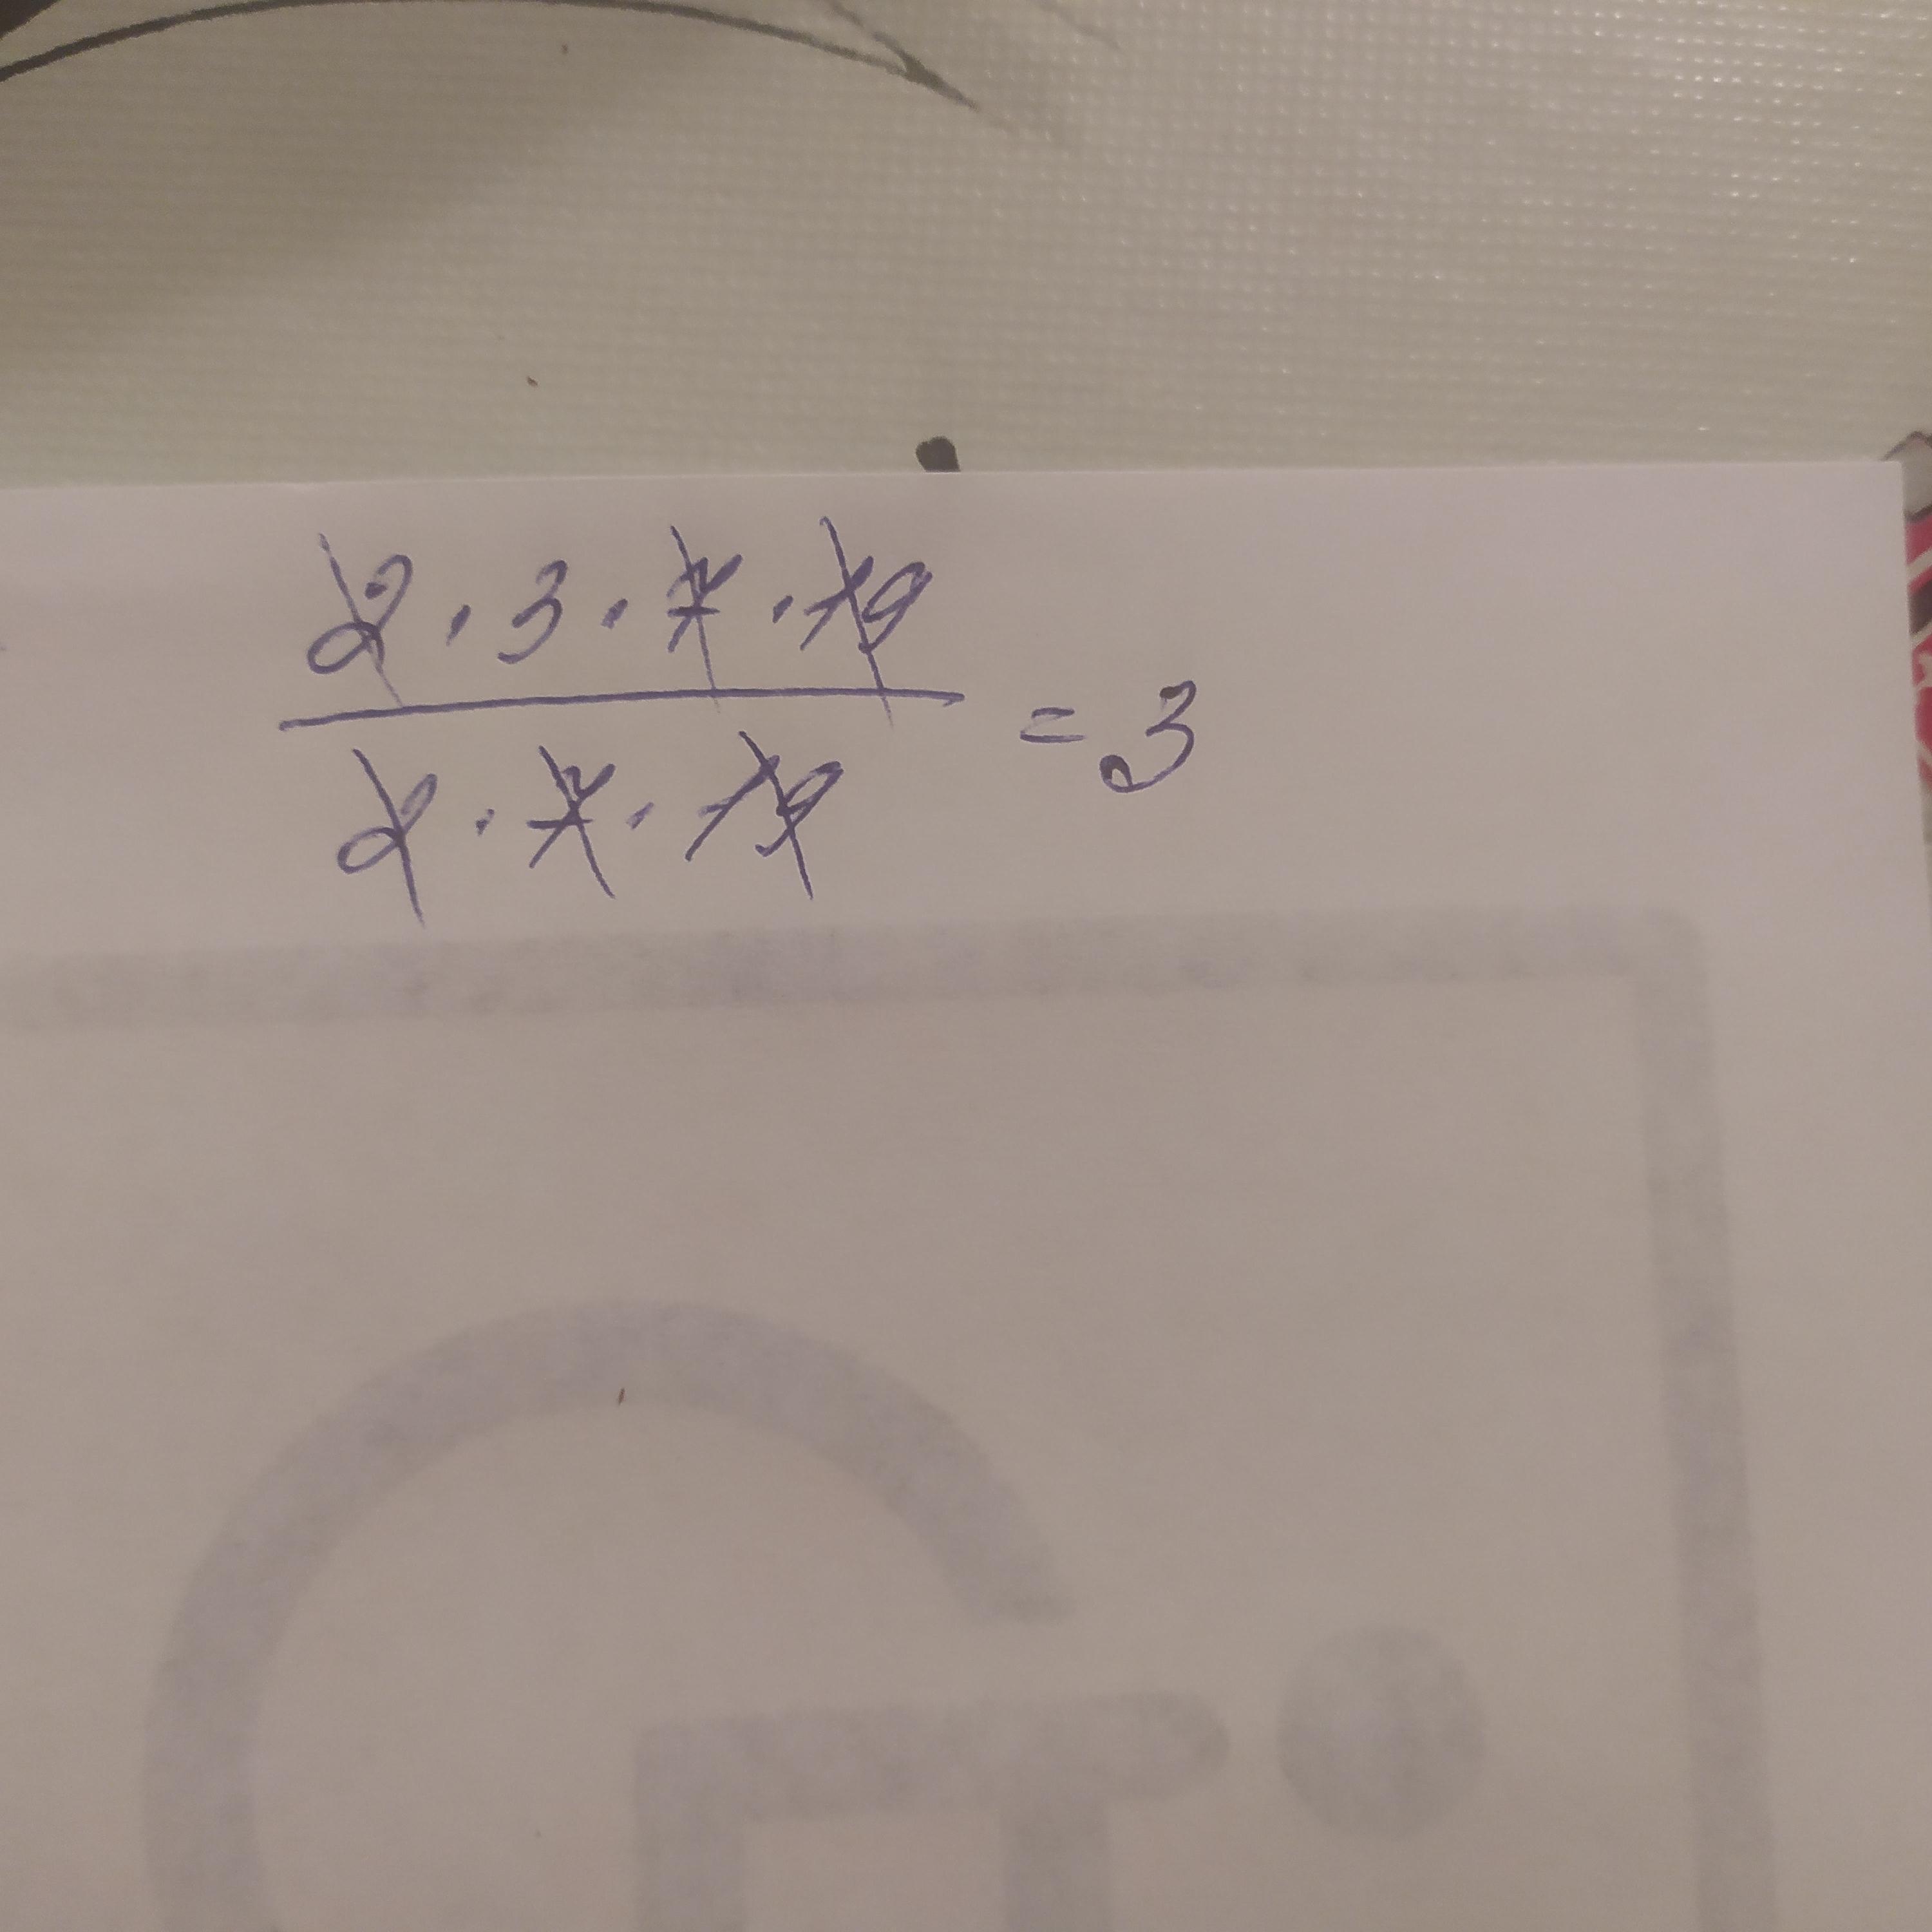 2 · 3 · 7 · 19
2 · 7 · 19
= 3